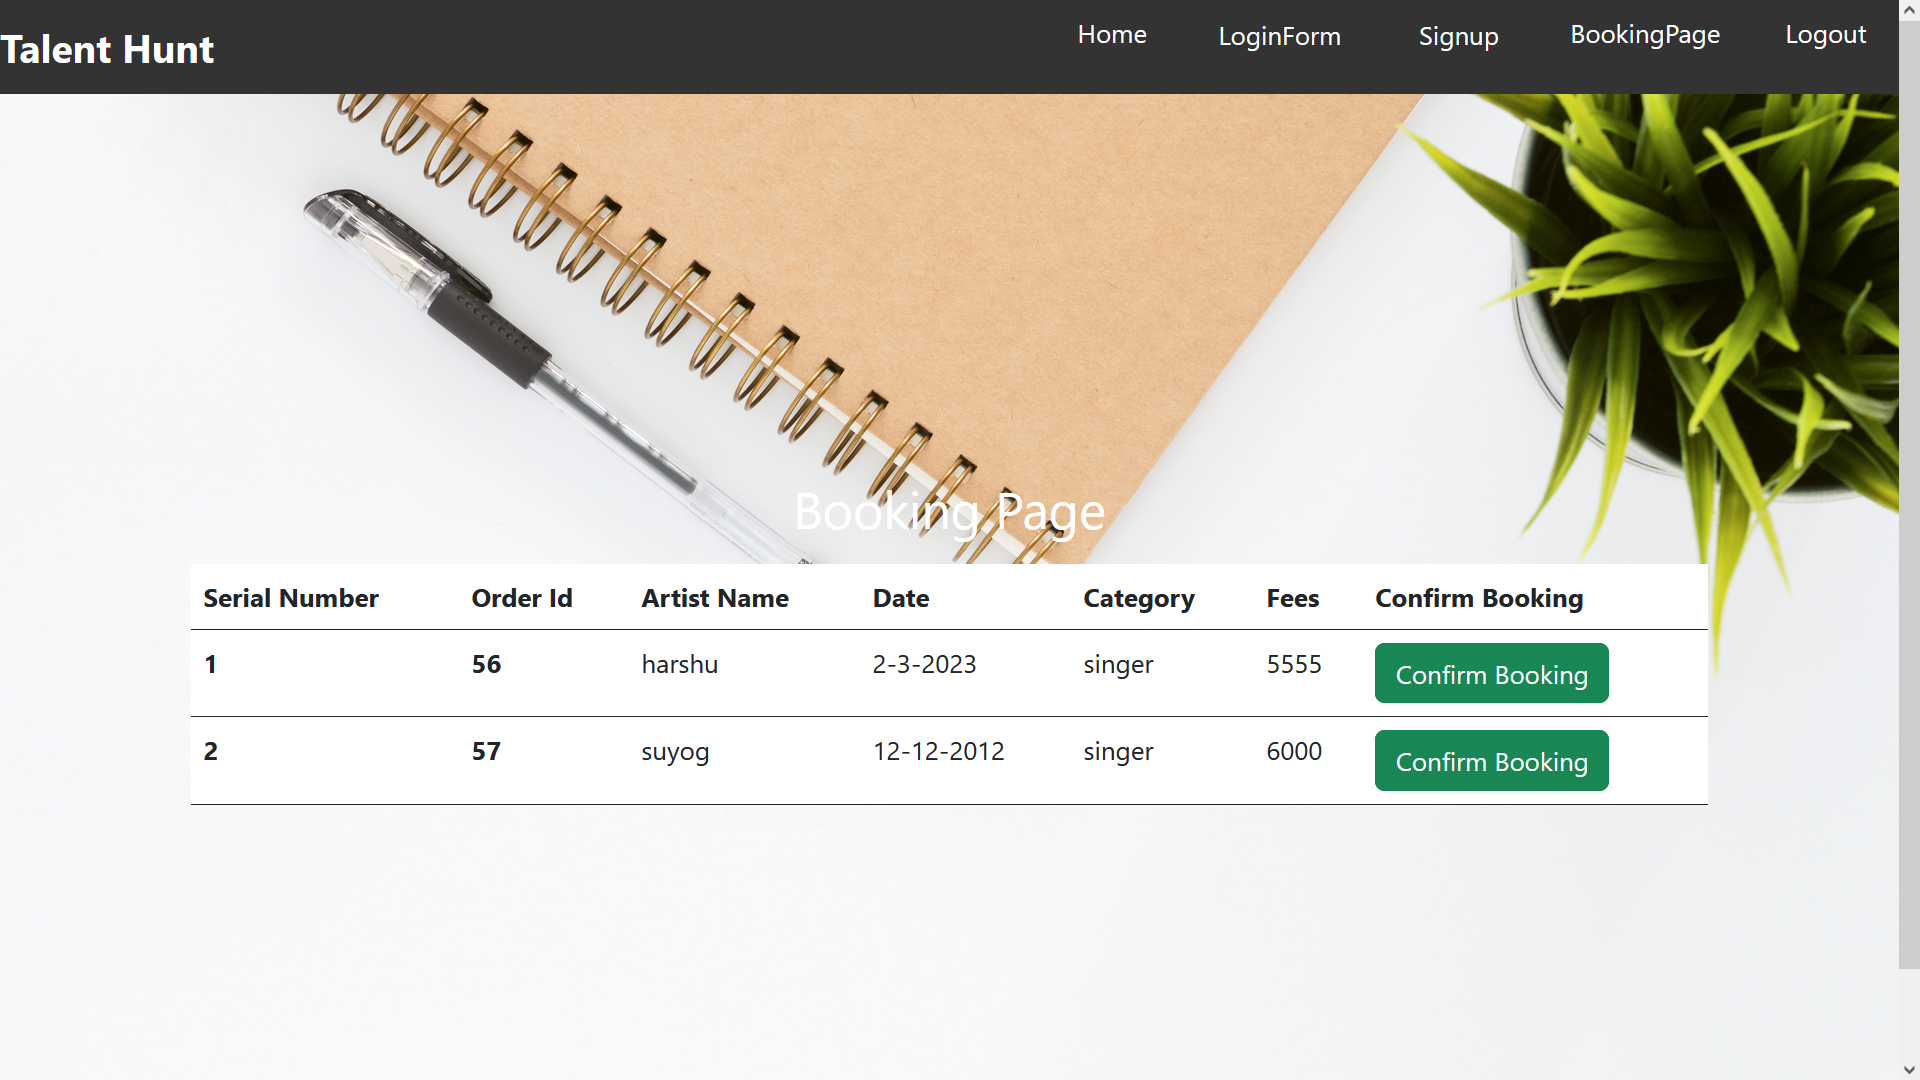 Talent Hunt
Home LoginForm Signup BookingPage Logout
Booking Page
Serial Number Order Id Artist Name Date Category Fees Confirm Booking
1 56 harshu 2-3-2023 singer 5555 Confirm Booking
2 57 suyog 12-12-2012 singer 6000 Confirm Booking